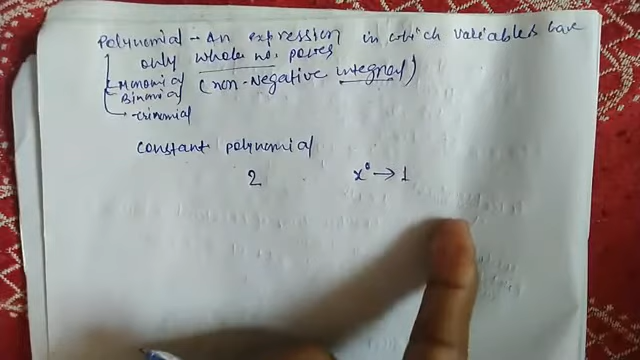 Polynomial - An expression in which variables have
only whole no. powers
Monomial (non-Negative integral)
Binomial
trinomial
constant polynomial
2 x⁰ → 1